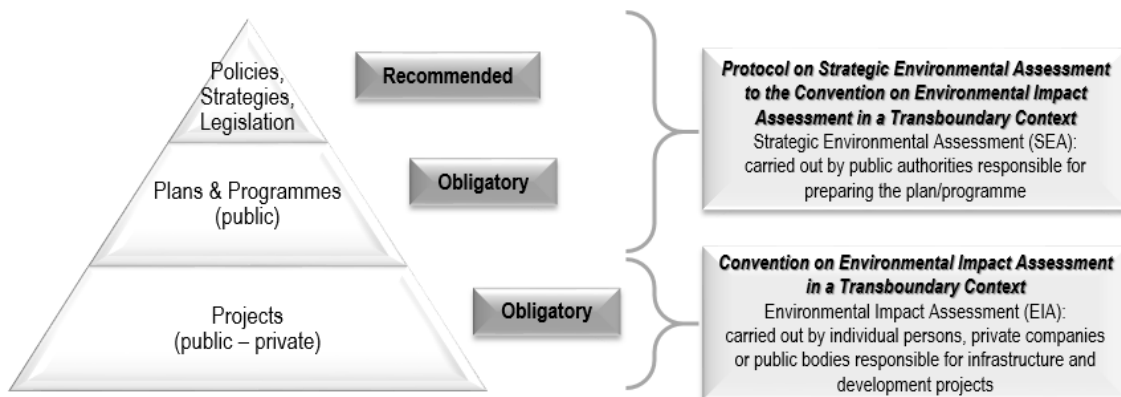 Policies,
Strategies,
Legislation
Recommended
Plans & Programmes
(public)
Obligatory
Projects
(public – private)
Obligatory
Protocol on Strategic Environmental Assessment
to the Convention on Environmental Impact
Assessment in a Transboundary Context
Strategic Environmental Assessment (SEA):
carried out by public authorities responsible for
preparing the plan/programme
Convention on Environmental Impact Assessment
in a Transboundary Context
Environmental Impact Assessment (EIA):
carried out by individual persons, private companies
or public bodies responsible for infrastructure and
development projects